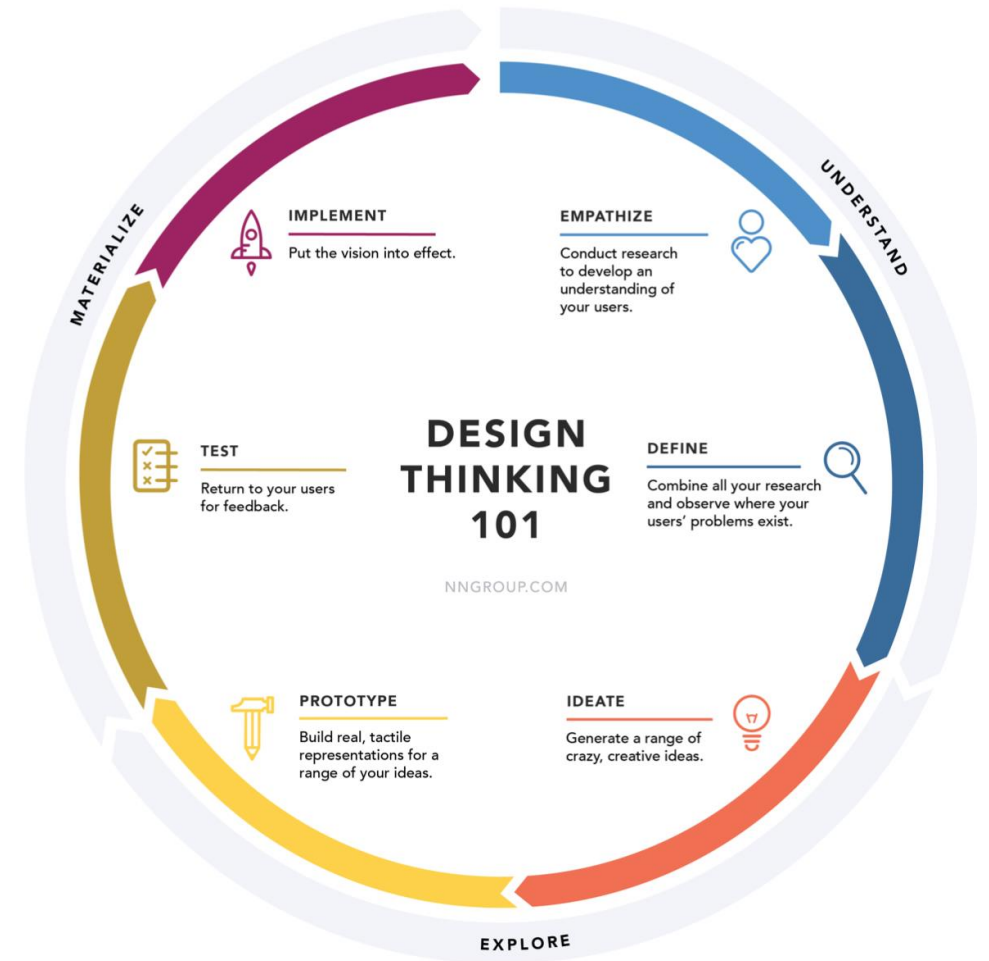 DESIGN
THINKING
101
NNGROUP.COM
UNDERSTAND
EMPATHIZE
Conduct research
to develop an
understanding of
your users.
DEFINE
Combine all your research
and observe where your
users’ problems exist.
EXPLORE
IDEATE
Generate a range of
crazy, creative ideas.
PROTOTYPE
Build real, tactile
representations for a
range of your ideas.
MATERIALIZE
TEST
Return to your users
for feedback.
IMPLEMENT
Put the vision into effect.